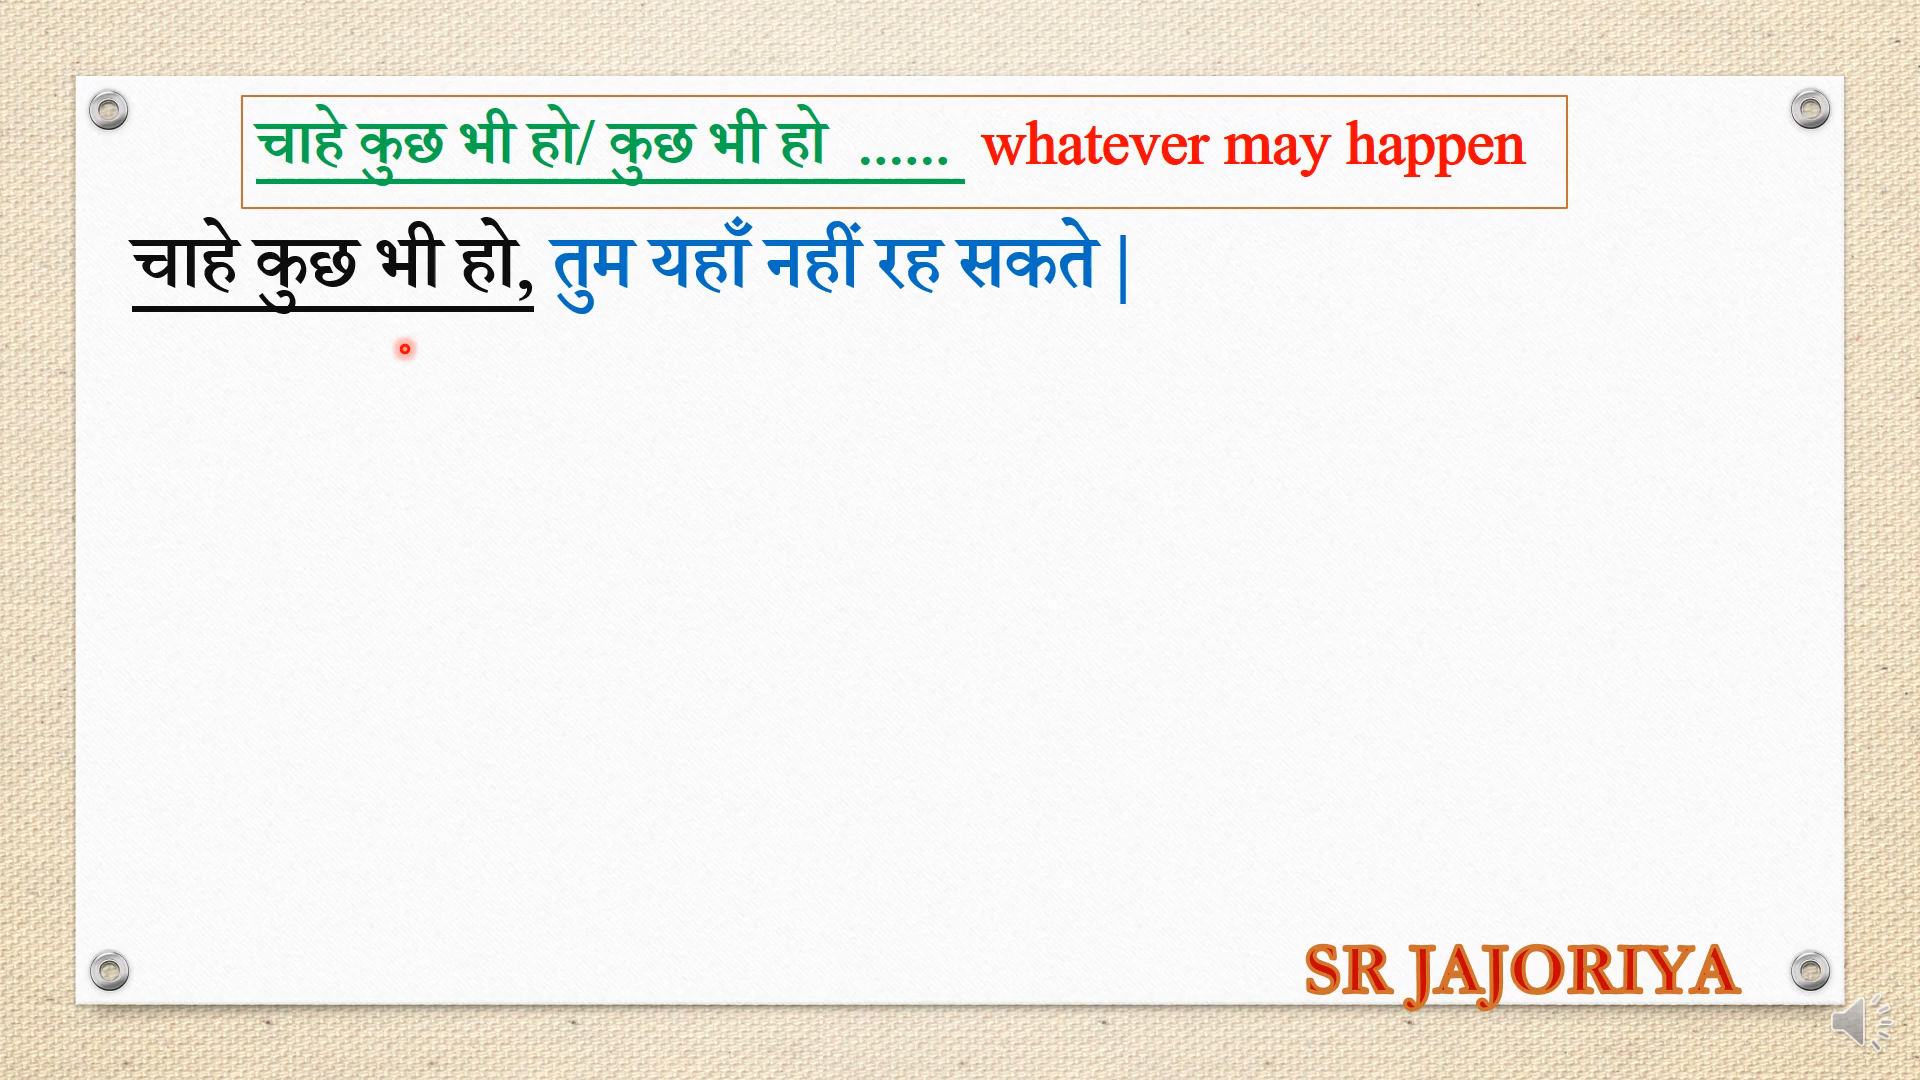 चाहे कुछ भी हो/ कुछ भी हो ...... whatever may happen
चाहे कुछ भी हो, तुम यहाँ नहीं रह सकते |
SR JAJORIYA